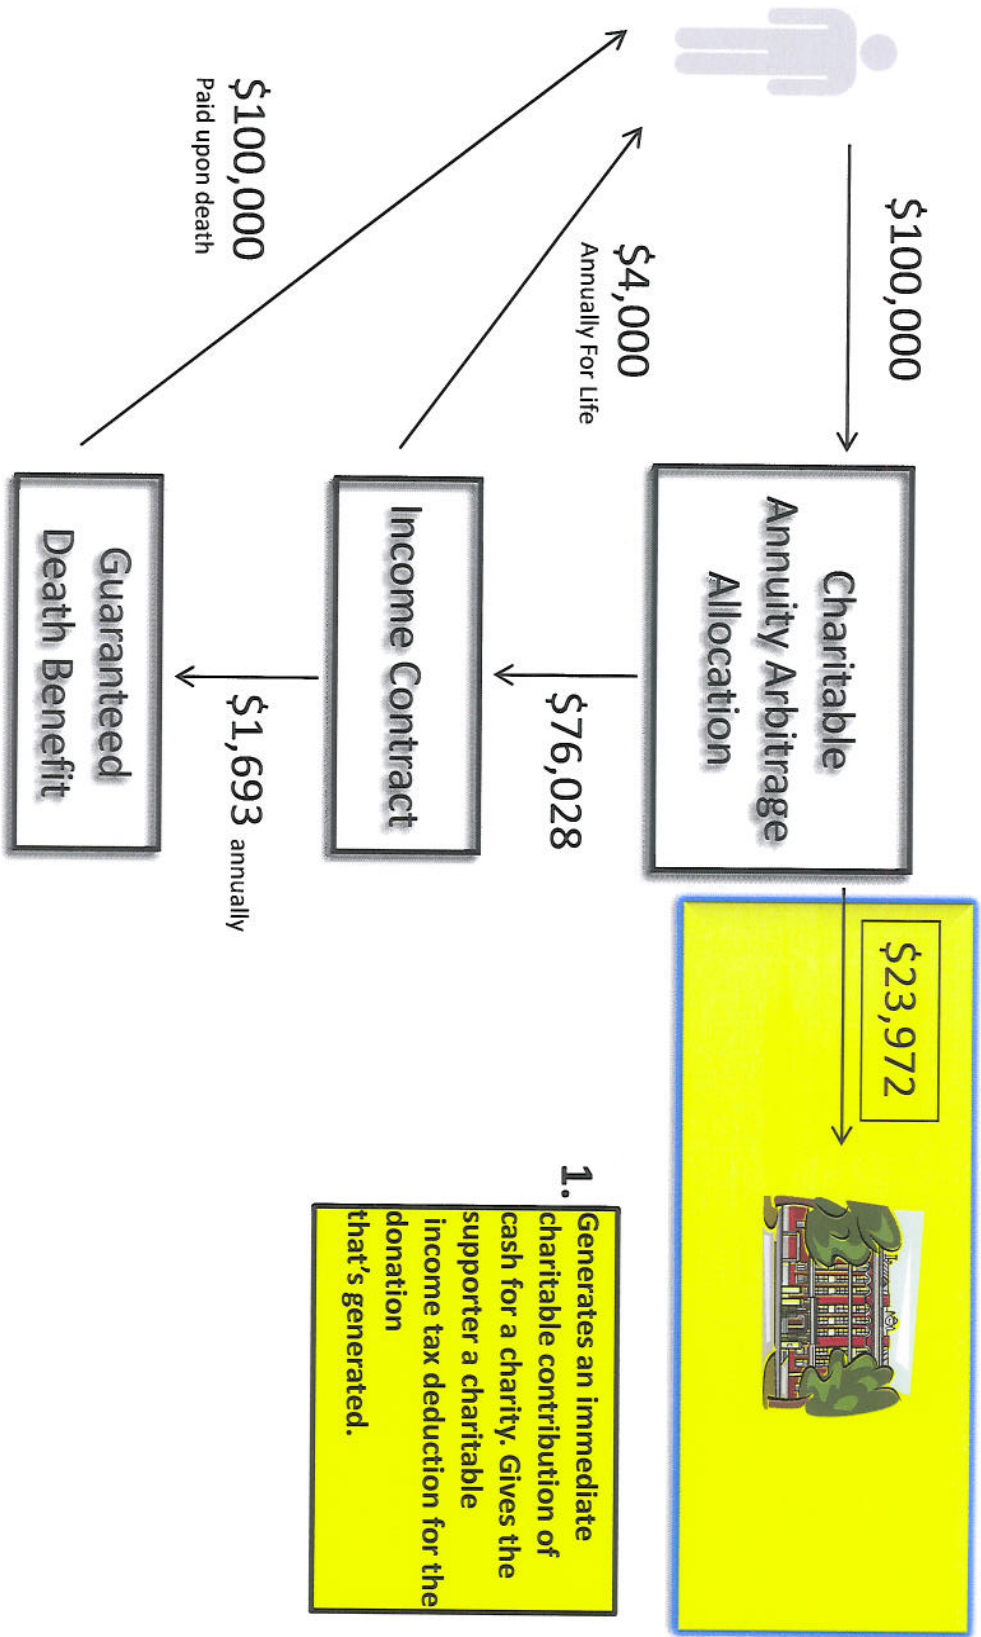 $100,000
Charitable
Annuity Arbitrage
Allocation
$23,972
$4,000
Annually For Life
$76,028
Income Contract
$100,000
Paid upon death
$1,693 annually
Guaranteed
Death Benefit
1. Generates an immediate
charitable contribution of
cash for a charity. Gives the
supporter a charitable
income tax deduction for the
donation
that's generated.